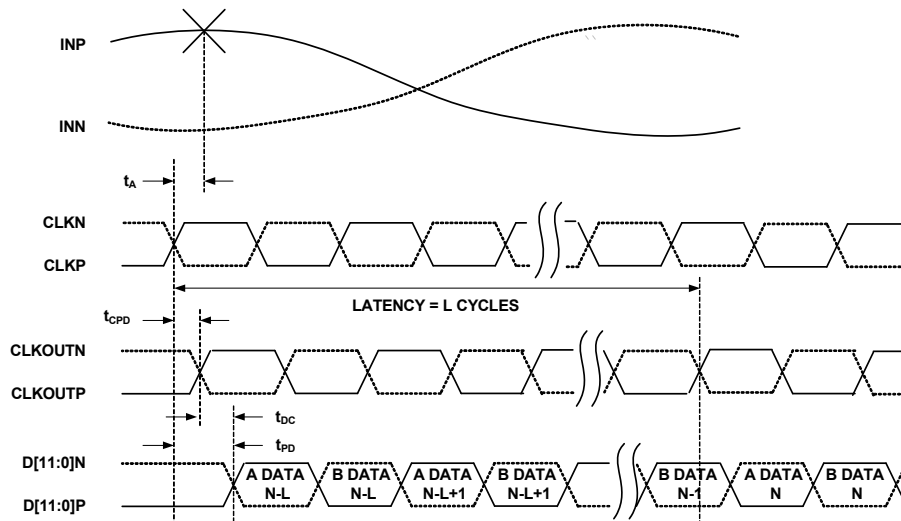 INP
INN
tA
CLKN
CLKP
LATENCY = L CYCLES
tCPD
CLKOUTN
CLKOUTP
tDC
tPD
D[11:0]N
D[11:0]P
A DATA
N-L
B DATA
N-L
A DATA
N-L+1
B DATA
N-L+1
B DATA
N-1
A DATA
N
B DATA
N